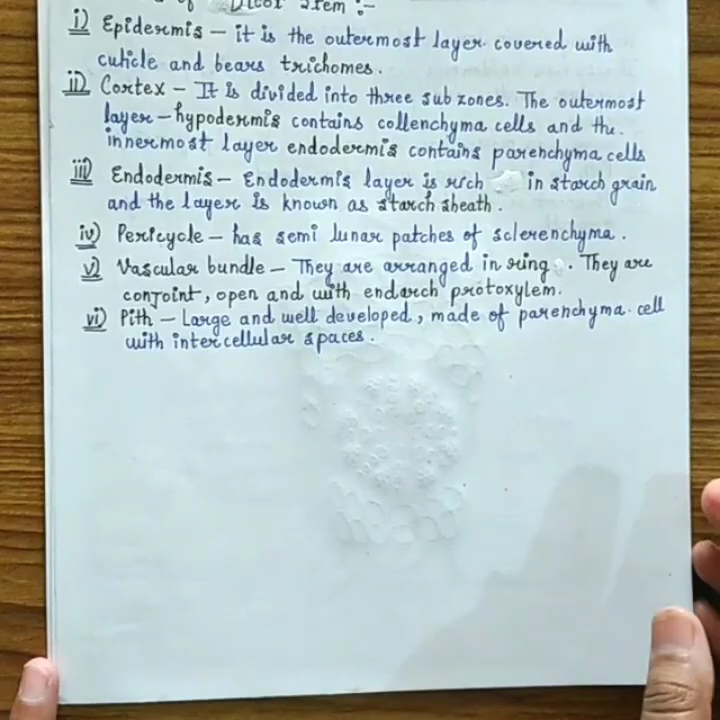 of Dicot Stem :-
i) Epidermis – it is the outermost layer covered with
cuticle and bears trichomes.
ii) Cortex – It is divided into three sub zones. The outermost
layer – hypodermis contains collenchyma cells and the
innermost layer endodermis contains parenchyma cells
iii) Endodermis – Endodermis layer is rich in starch grain
and the layer is known as starch sheath.
iv) Pericycle – has semi lunar patches of sclerenchyma.
v) Vascular bundle – They are arranged in ring. They are
conjoint, open and with endarch protoxylem.
vi) Pith – Large and well developed, made of parenchyma cell
with intercellular spaces.